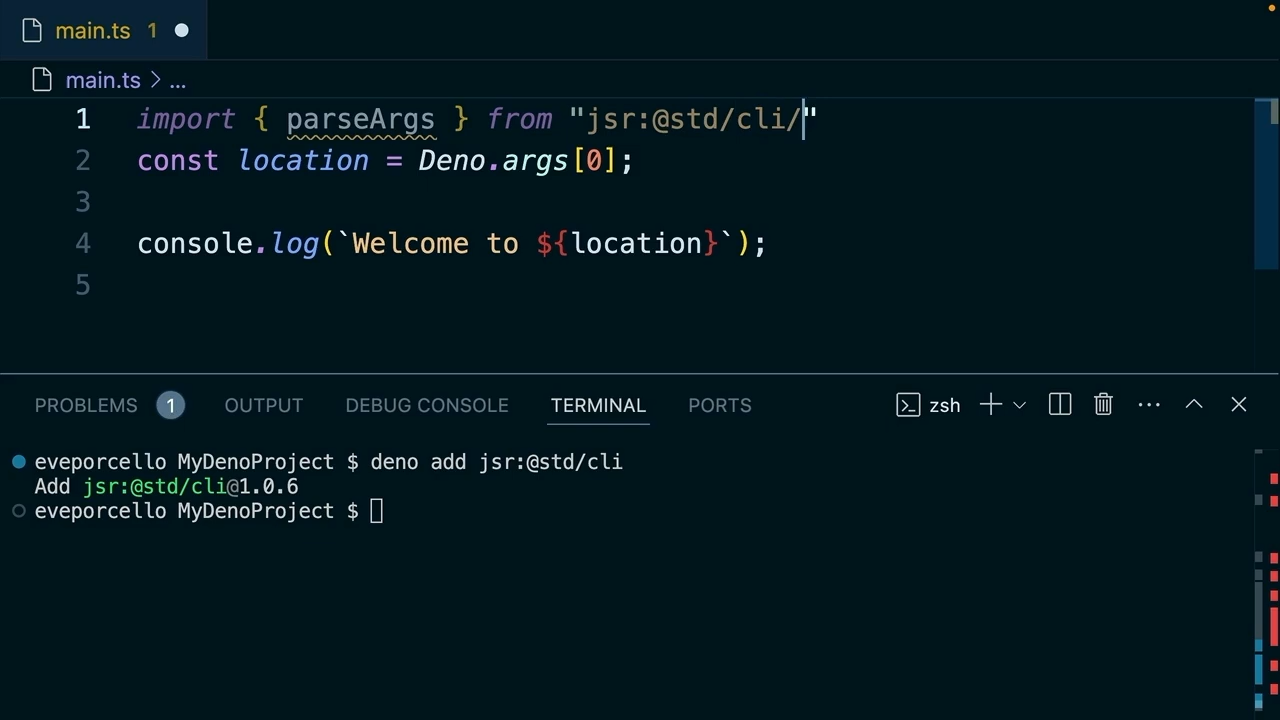 main.ts 1
main.ts > ...
1 import { parseArgs } from "jsr:@std/cli/"
2 const location = Deno.args[0];
3
4 console.log(`Welcome to ${location}`);
5
PROBLEMS 1 OUTPUT DEBUG CONSOLE TERMINAL PORTS zsh
eveporcello MyDenoProject $ deno add jsr:@std/cli
Add jsr:@std/cli@1.0.6
eveporcello MyDenoProject $